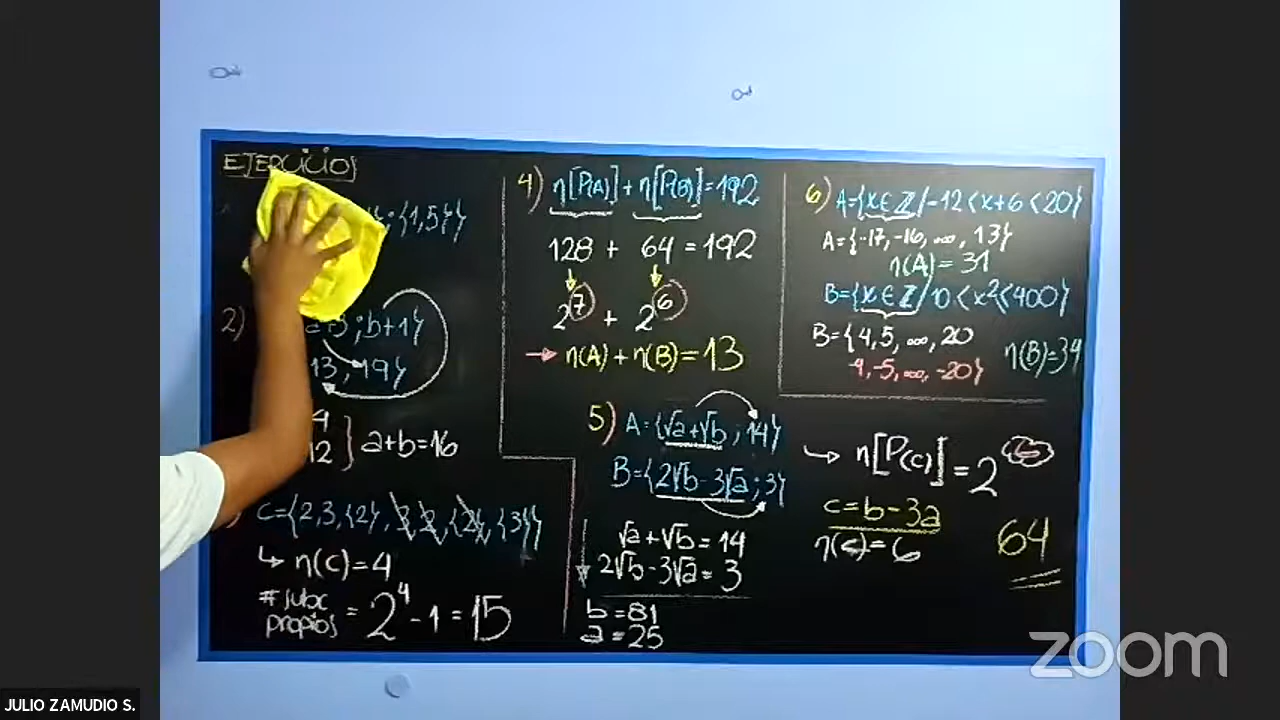 EJERCICIOS
; {1,5}}
2)
a+3 ; b+1}
13 ; 19}
4
12 } a+b=16
) C={2,3,{2},3,2,{2},{3}}
↳ n(C)=4
# subc
propios = 2⁴-1=15
4) n[P(A)]+n[P(B)]=192
128 + 64 = 192
2⁷ + 2⁶
→ n(A)+n(B)=13
5) A={√a+√b ; 14}
B={2√b-3√a ; 3}
√a+√b=14
2√b-3√a=3
b=81
a=25
6) A={x∈ℤ/-12<x+6<20}
A={-17,-16, ..., 13}
n(A)=31
B={x∈ℤ/10<x²<400}
B={4,5, ..., 20
-4,-5, ..., -20}
n(B)=34
↳ n[P(C)]=2⁶
c=b-3a
n(c)=6
64
zoom
JULIO ZAMUDIO S.